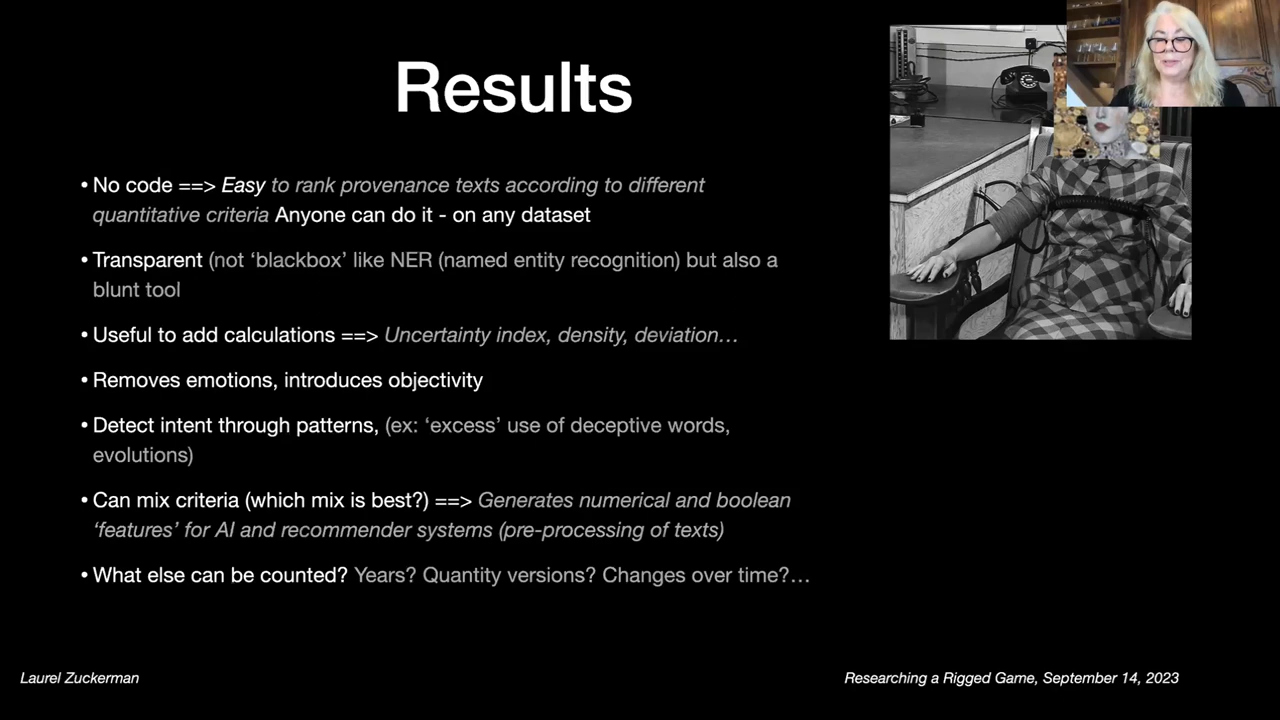 Results
• No code ==> Easy to rank provenance texts according to different
quantitative criteria Anyone can do it - on any dataset
• Transparent (not ‘blackbox’ like NER (named entity recognition) but also a
blunt tool
• Useful to add calculations ==> Uncertainty index, density, deviation…
• Removes emotions, introduces objectivity
• Detect intent through patterns, (ex: ‘excess’ use of deceptive words,
evolutions)
• Can mix criteria (which mix is best?) ==> Generates numerical and boolean
‘features’ for AI and recommender systems (pre-processing of texts)
• What else can be counted? Years? Quantity versions? Changes over time?…
Laurel Zuckerman
Researching a Rigged Game, September 14, 2023